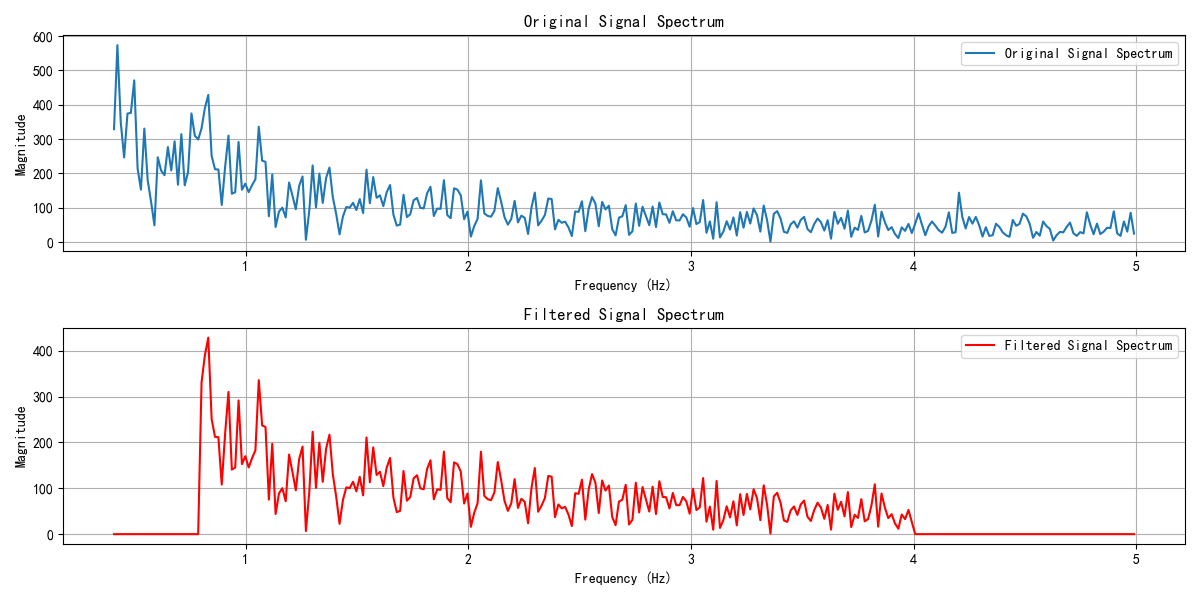 Original Signal Spectrum
600
500
400
300
200
100
0
Magnitude
Original Signal Spectrum
1
2
3
4
5
Frequency (Hz)
Filtered Signal Spectrum
400
300
200
100
0
Magnitude
Filtered Signal Spectrum
1
2
3
4
5
Frequency (Hz)